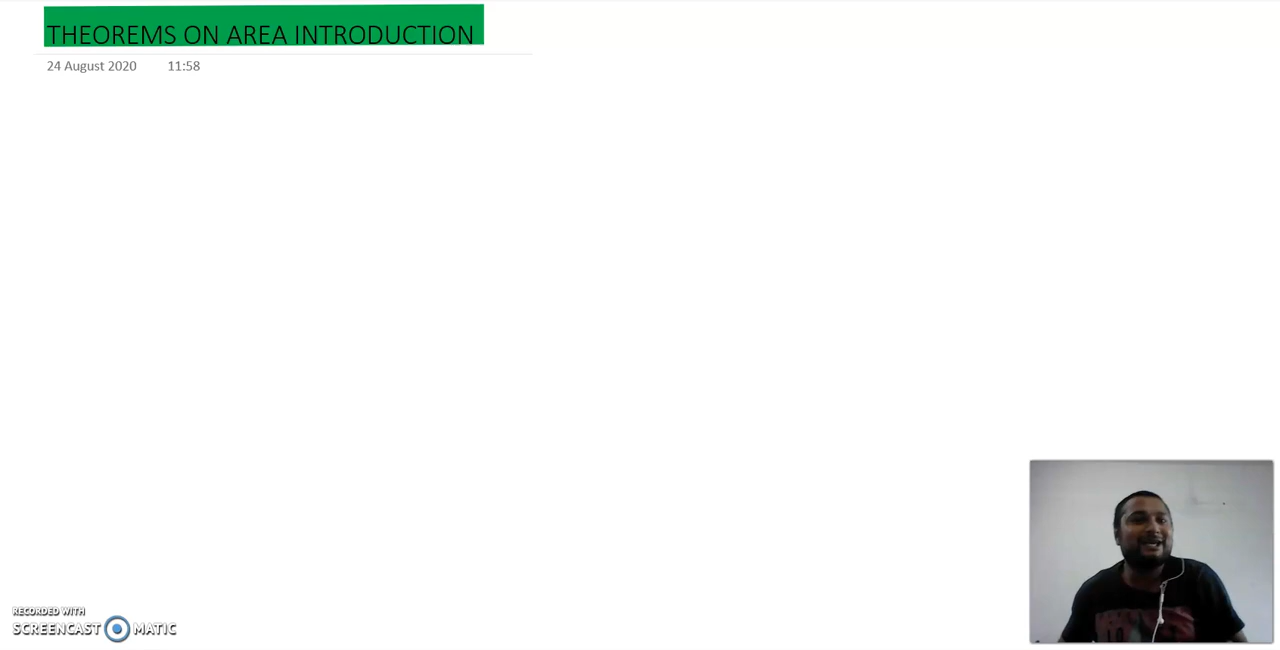 THEOREMS ON AREA INTRODUCTION
24 August 2020 11:58
RECORDED WITH
SCREENCAST MATIC